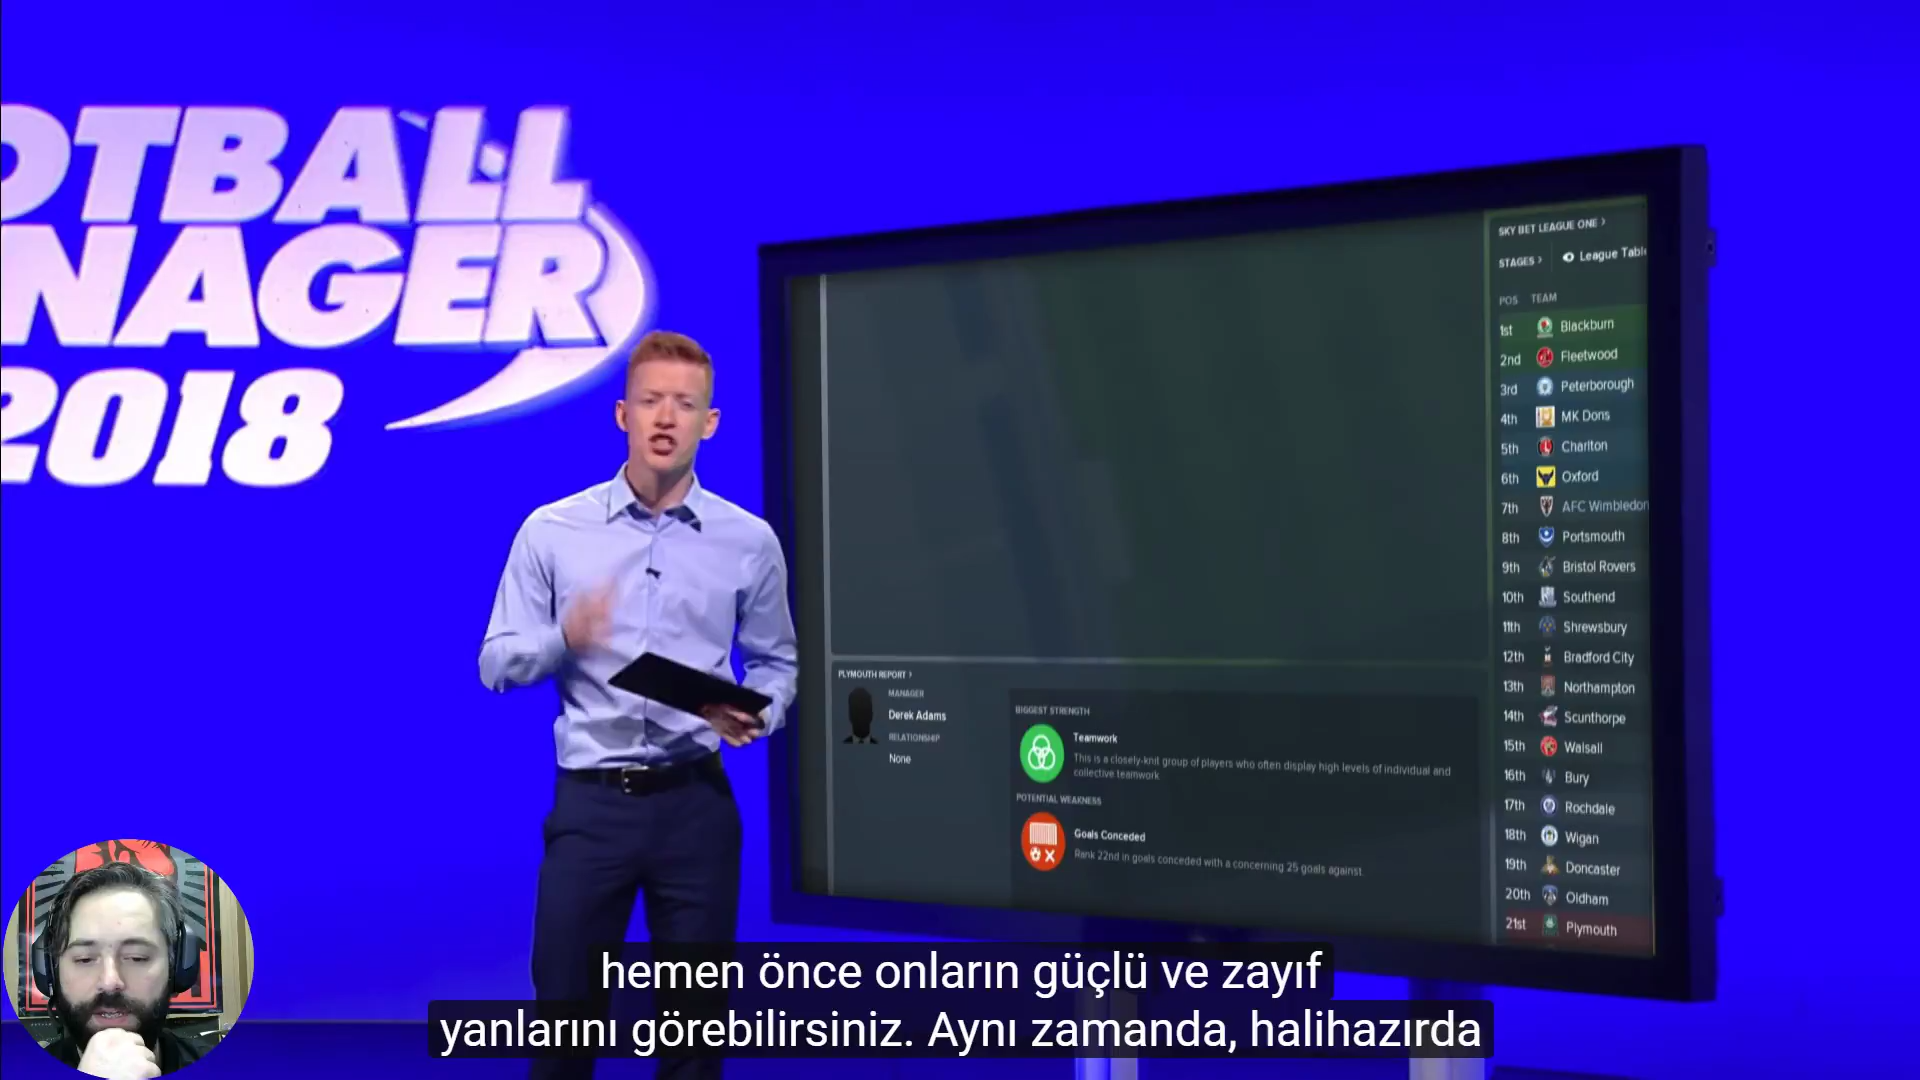 OTBALL
NAGER
2018
SKY BET LEAGUE ONE >
STAGES > League Tabl
POS TEAM
1st Blackburn
2nd Fleetwood
3rd Peterborough
4th MK Dons
5th Charlton
6th Oxford
7th AFC Wimbledon
8th Portsmouth
9th Bristol Rovers
10th Southend
11th Shrewsbury
12th Bradford City
13th Northampton
14th Scunthorpe
15th Walsall
16th Bury
17th Rochdale
18th Wigan
19th Doncaster
20th Oldham
21st Plymouth
PLYMOUTH REPORT >
MANAGER
Derek Adams
RELATIONSHIP
None
BIGGEST STRENGTH
Teamwork
This is a closely-knit group of players who often display high levels of individual and
collective teamwork
POTENTIAL WEAKNESS
Goals Conceded
Rank 22nd in goals conceded with a concerning 25 goals against.
hemen önce onların güçlü ve zayıf
yanlarını görebilirsiniz. Aynı zamanda, halihazırda